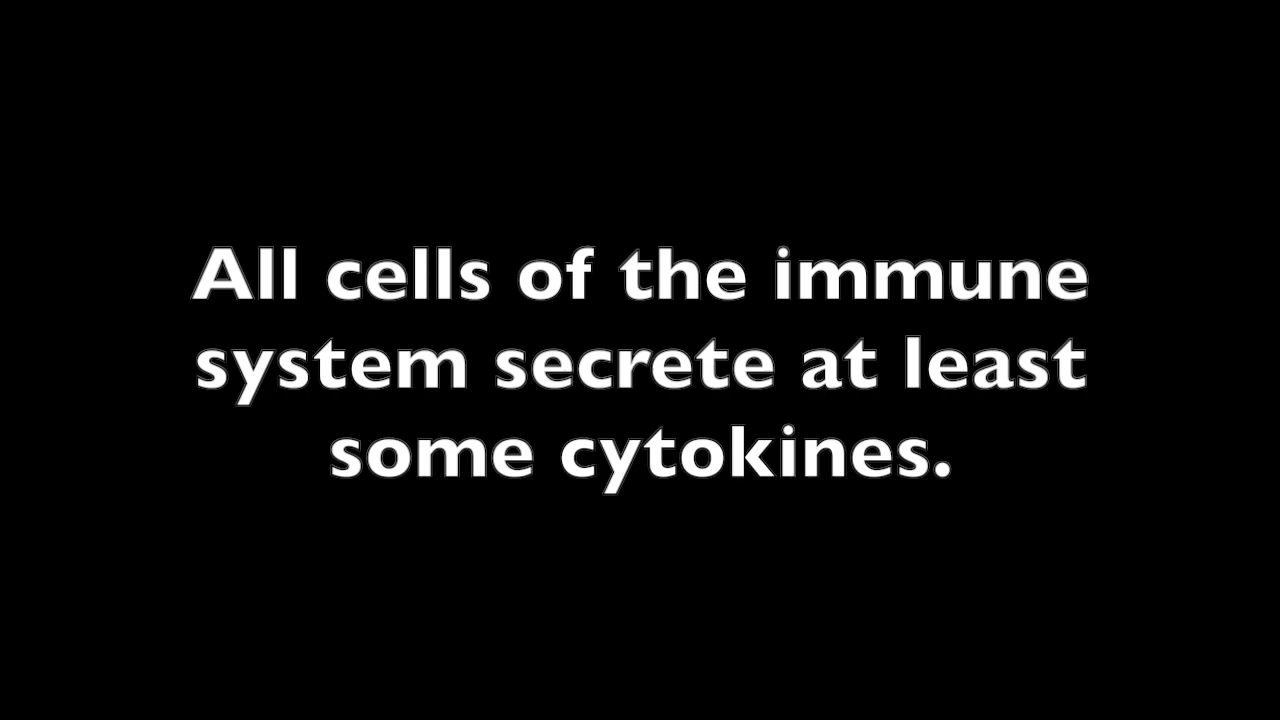 All cells of the immune
system secrete at least
some cytokines.